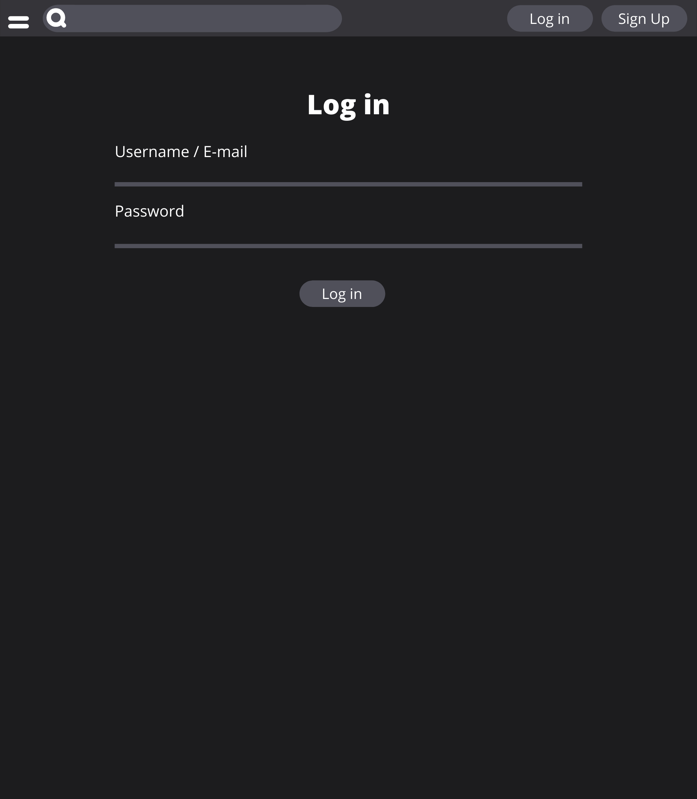 Log in Sign Up
Log in
Username / E-mail
Password
Log in